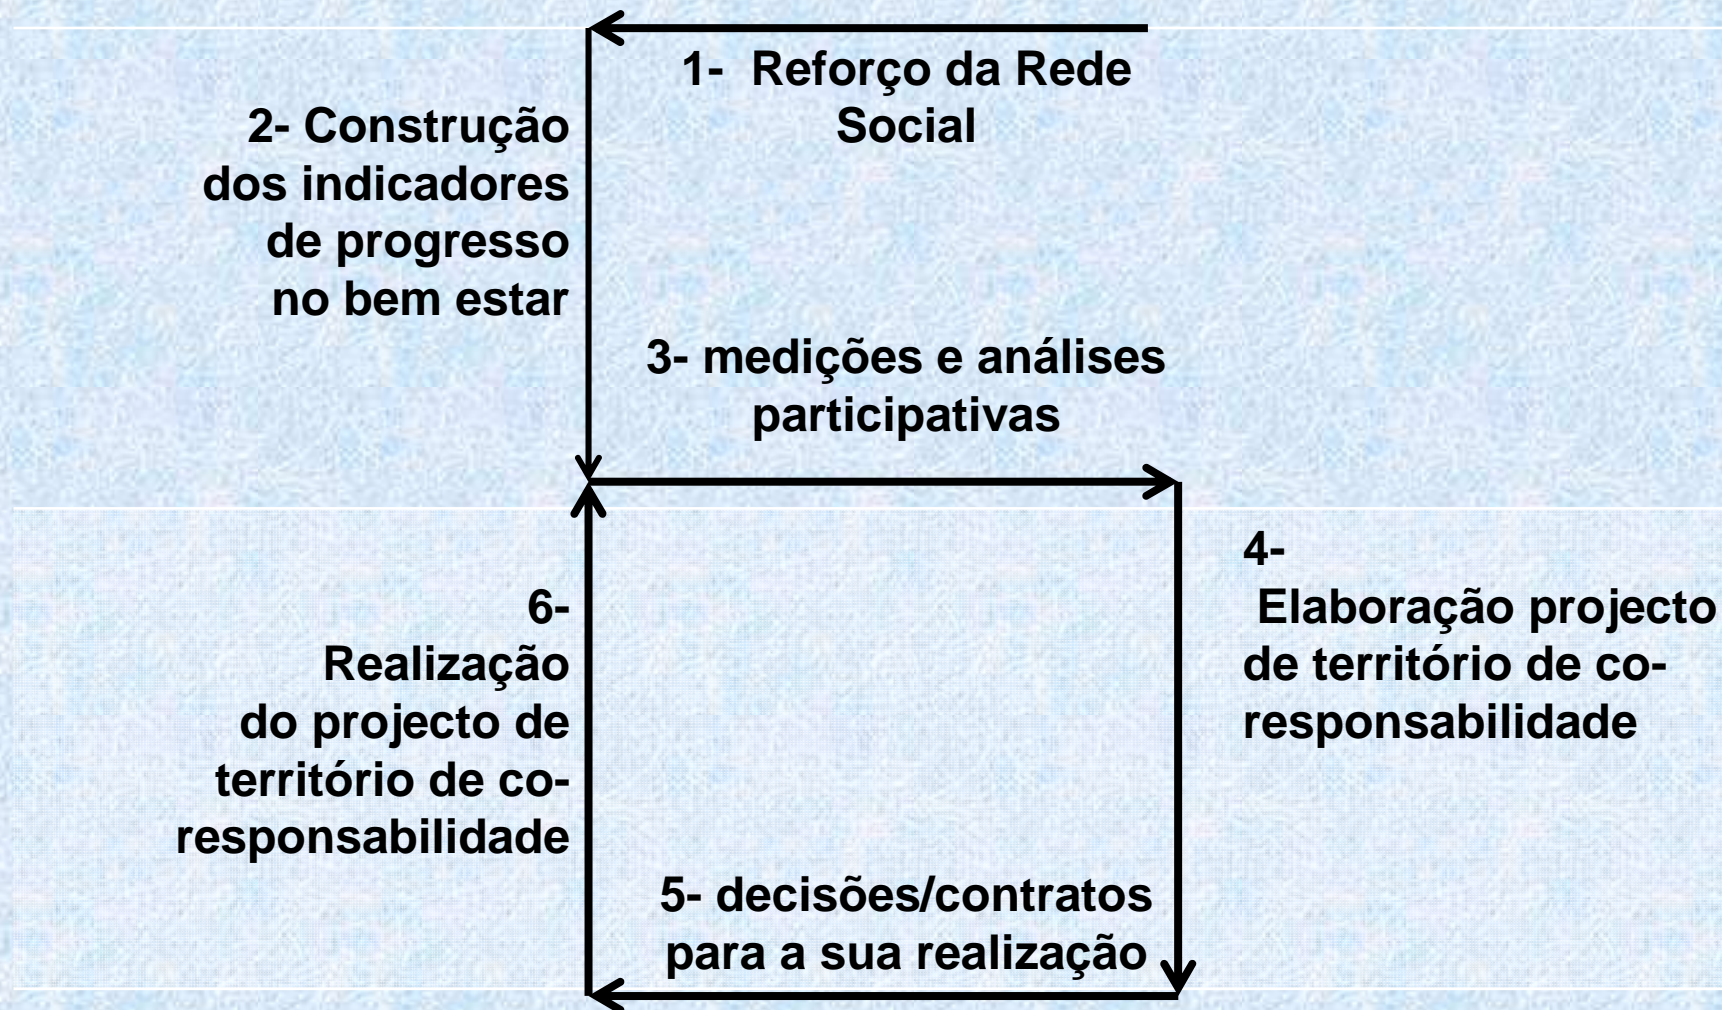 1- Reforço da Rede
Social
2- Construção
dos indicadores
de progresso
no bem estar
3- medições e análises
participativas
4-
Elaboração projecto
de território de co-
responsabilidade
5- decisões/contratos
para a sua realização
6-
Realização
do projecto de
território de co-
responsabilidade